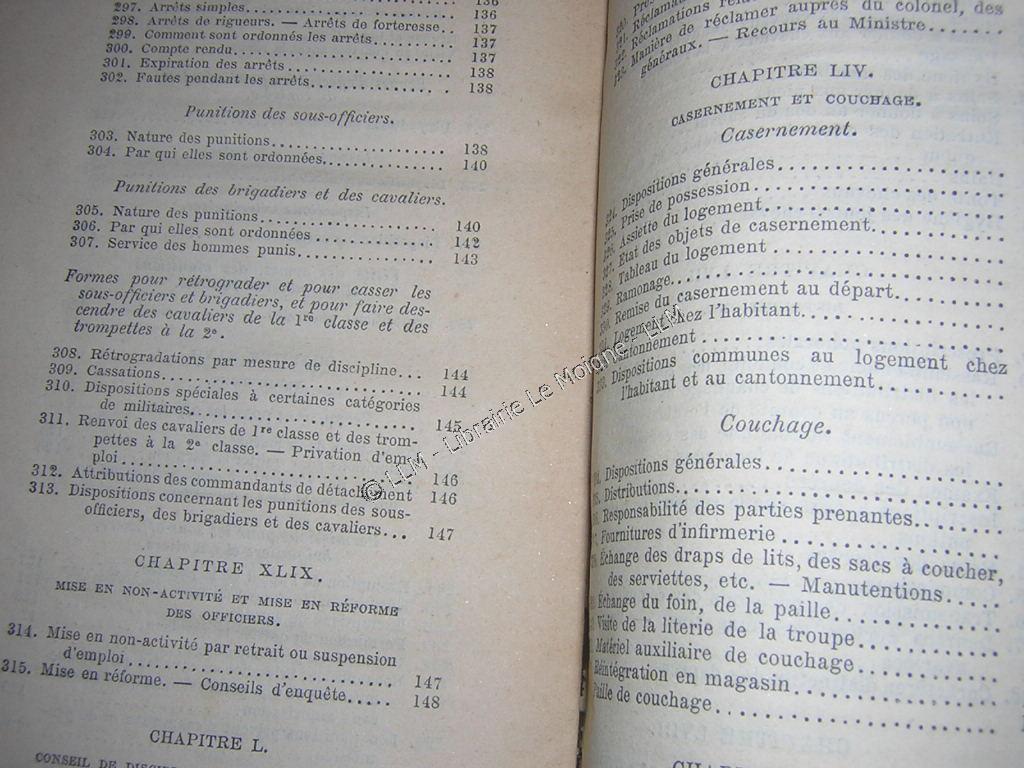 297. Arrêts simples 136
298. Arrêts de rigueurs. — Arrêts de forteresse.. 137
299. Comment sont ordonnés les arrêts 137
300. Compte rendu 137
301. Expiration des arrêts 138
302. Fautes pendant les arrêts 138
Punitions des sous-officiers.
303. Nature des punitions 138
304. Par qui elles sont ordonnées 140
Punitions des brigadiers et des cavaliers.
305. Nature des punitions 140
306. Par qui elles sont ordonnées 142
307. Service des hommes punis 143
Formes pour rétrograder et pour casser les
sous-officiers et brigadiers, et pour faire des-
cendre des cavaliers de la 1re classe et des
trompettes à la 2e.
308. Rétrogradations par mesure de discipline... 144
309. Cassations 144
310. Dispositions spéciales à certaines catégories
de militaires 145
311. Renvoi des cavaliers de 1re classe et des trom-
pettes à la 2e classe. — Privation d'em-
ploi 146
312. Attributions des commandants de détachement 146
313. Dispositions concernant les punitions des sous-
officiers, des brigadiers et des cavaliers... 147
CHAPITRE XLIX.
MISE EN NON-ACTIVITÉ ET MISE EN RÉFORME
DES OFFICIERS.
314. Mise en non-activité par retrait ou suspension
d'emploi 147
315. Mise en réforme. — Conseils d'enquête 148
CHAPITRE L.
CONSEIL DE
Réclamations
Manière de réclamer auprès du colonel, des
généraux. — Recours au Ministre
CHAPITRE LIV.
CASERNEMENT ET COUCHAGE.
Casernement.
Dispositions générales
Prise de possession
Assiette du logement
État des objets de casernement
Tableau du logement
Ramonage
Remise du casernement au départ
Logement chez l'habitant
Cantonnement
Dispositions communes au logement chez
l'habitant et au cantonnement
Couchage.
Dispositions générales
Distributions
Responsabilité des parties prenantes
Fournitures d'infirmerie
Échange des draps de lits, des sacs à coucher,
des serviettes, etc. — Manutentions
Échange du foin, de la paille
Visite de la literie de la troupe
Matériel auxiliaire de couchage
Réintégration en magasin
Paille de couchage
© LLM - Librairie Le Moigne - LLM